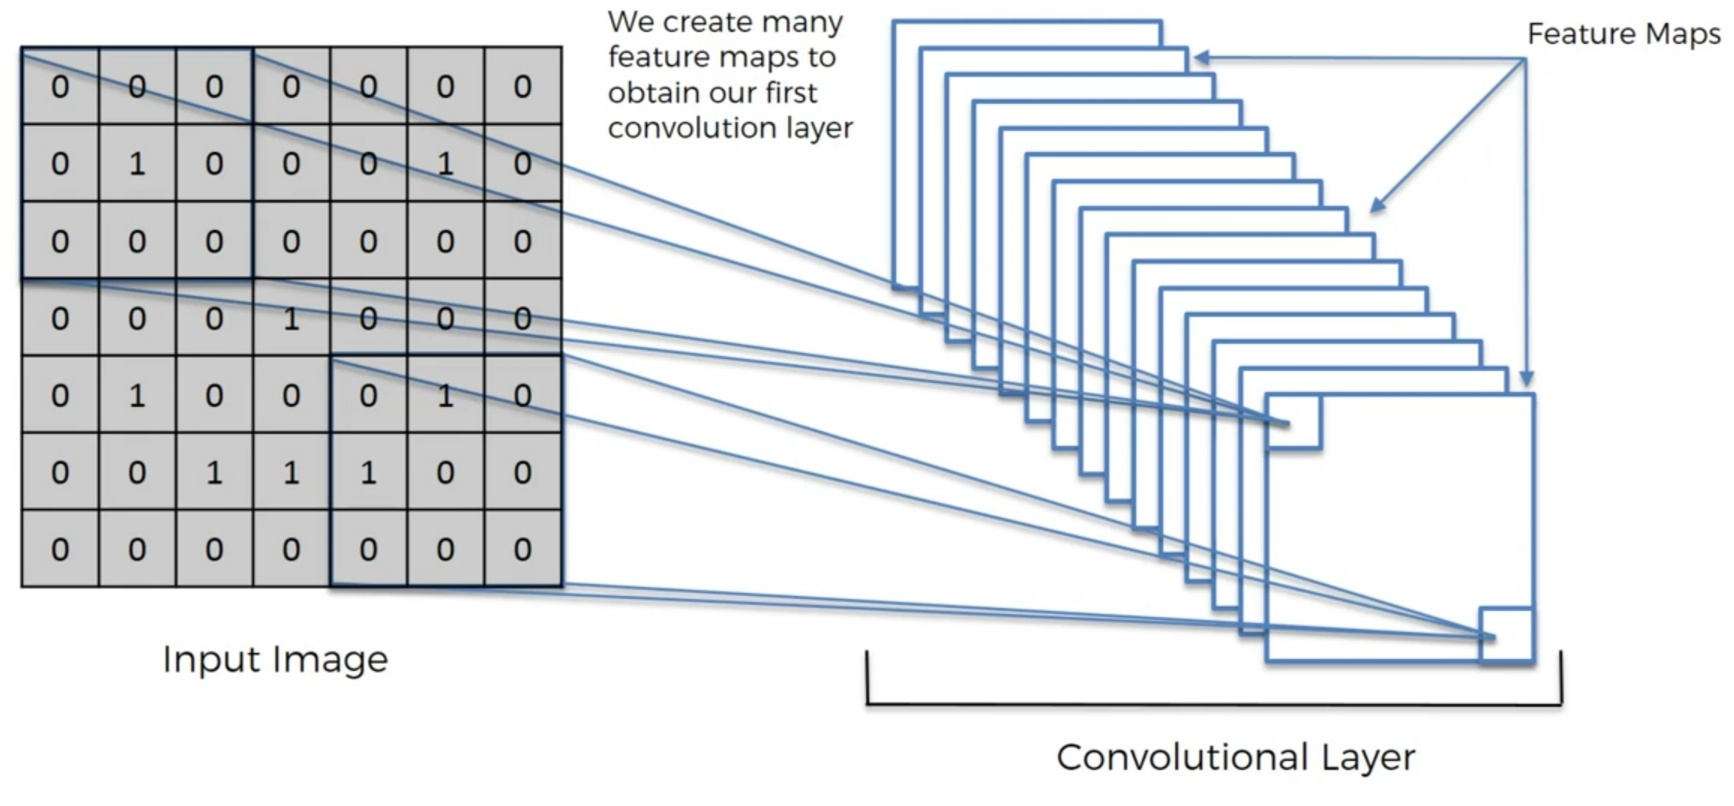 We create many
feature maps to
obtain our first
convolution layer
Feature Maps
0 0 0 0 0 0 0
0 1 0 0 0 1 0
0 0 0 0 0 0 0
0 0 0 1 0 0 0
0 1 0 0 0 1 0
0 0 1 1 1 0 0
0 0 0 0 0 0 0
Input Image
Convolutional Layer